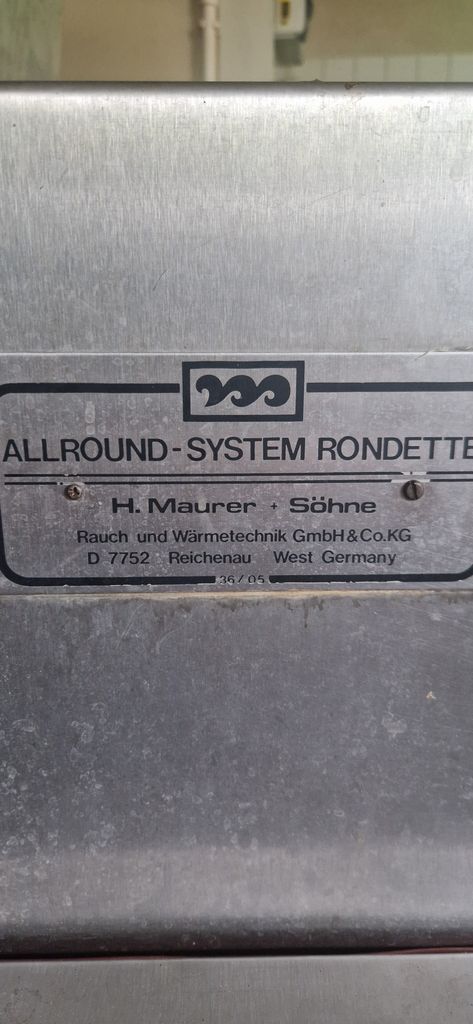 ALLROUND-SYSTEM RONDETTE
H. Maurer + Söhne
Rauch und Wärmetechnik GmbH & Co.KG
D 7752 Reichenau West Germany
36/05